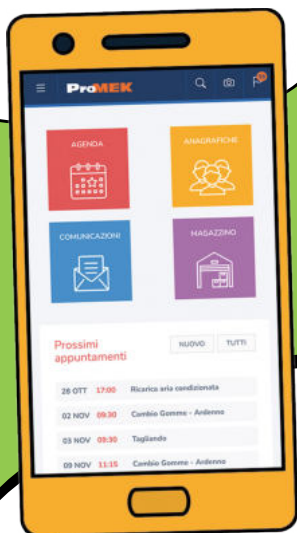 ProMEK
AGENDA
ANAGRAFICHE
COMUNICAZIONI
MAGAZZINO
Prossimi
appuntamenti
NUOVO
TUTTI
26 OTT 17:00 Ricarica aria condizionata
02 NOV 09:30 Cambio Gomme - Ardenno
03 NOV 09:30 Tagliando
09 NOV 11:15 Cambio Gomme - Ardenno